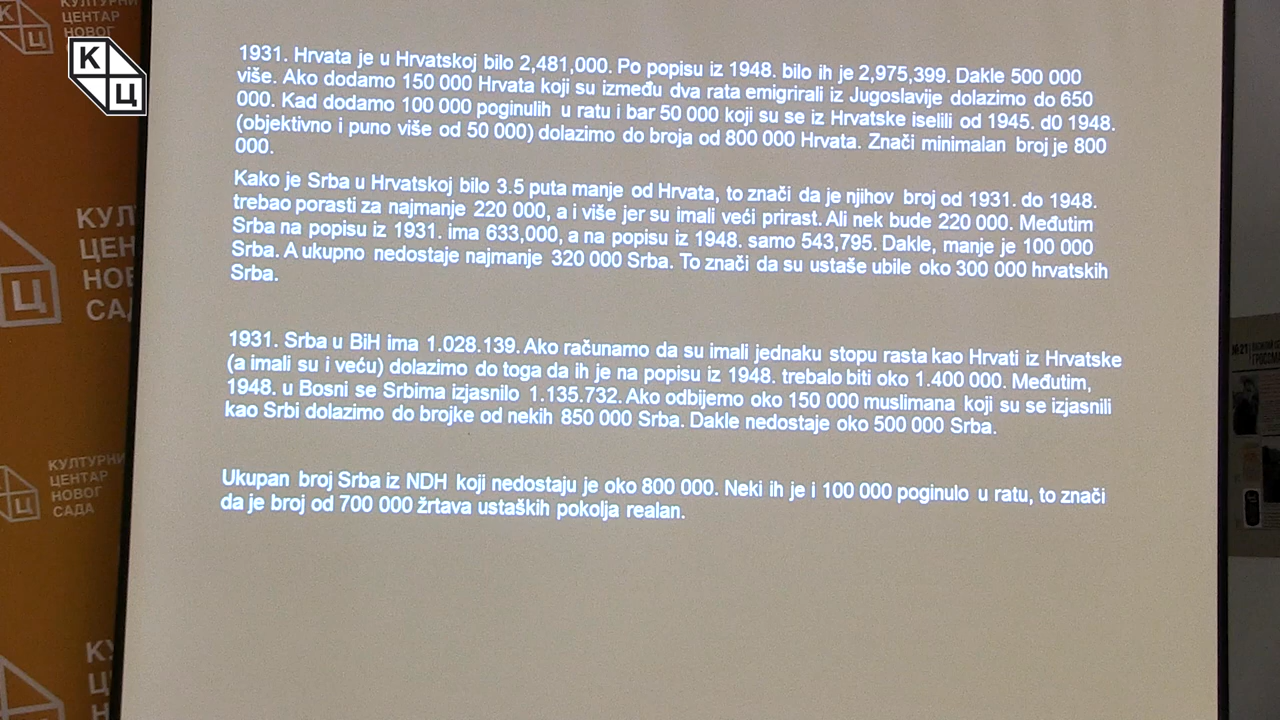 КУЛТУРНИ
ЦЕНТАР
НОВОГ
САДА
К
Ц
1931. Hrvata je u Hrvatskoj bilo 2,481,000. Po popisu iz 1948. bilo ih je 2,975,399. Dakle 500 000
više. Ako dodamo 150 000 Hrvata koji su između dva rata emigrirali iz Jugoslavije dolazimo do 650
000. Kad dodamo 100 000 poginulih u ratu i bar 50 000 koji su se iz Hrvatske iselili od 1945. d0 1948.
(objektivno i puno više od 50 000) dolazimo do broja od 800 000 Hrvata. Znači minimalan broj je 800
000.
Kako je Srba u Hrvatskoj bilo 3.5 puta manje od Hrvata, to znači da je njihov broj od 1931. do 1948.
trebao porasti za najmanje 220 000, a i više jer su imali veći prirast. Ali nek bude 220 000. Međutim
Srba na popisu iz 1931. ima 633,000, a na popisu iz 1948. samo 543,795. Dakle, manje je 100 000
Srba. A ukupno nedostaje najmanje 320 000 Srba. To znači da su ustaše ubile oko 300 000 hrvatskih
Srba.
1931. Srba u BiH ima 1.028.139. Ako računamo da su imali jednaku stopu rasta kao Hrvati iz Hrvatske
(a imali su i veću) dolazimo do toga da ih je na popisu iz 1948. trebalo biti oko 1.400 000. Međutim,
1948. u Bosni se Srbima izjasnilo 1.135.732. Ako odbijemo oko 150 000 muslimana koji su se izjasnili
kao Srbi dolazimo do brojke od nekih 850 000 Srba. Dakle nedostaje oko 500 000 Srba.
Ukupan broj Srba iz NDH koji nedostaju je oko 800 000. Neki ih je i 100 000 poginulo u ratu, to znači
da je broj od 700 000 žrtava ustaških pokolja realan.
Ц
САДА
КУЛТУРНИ
ЦЕНТАР
НОВОГ
САДА
Ц